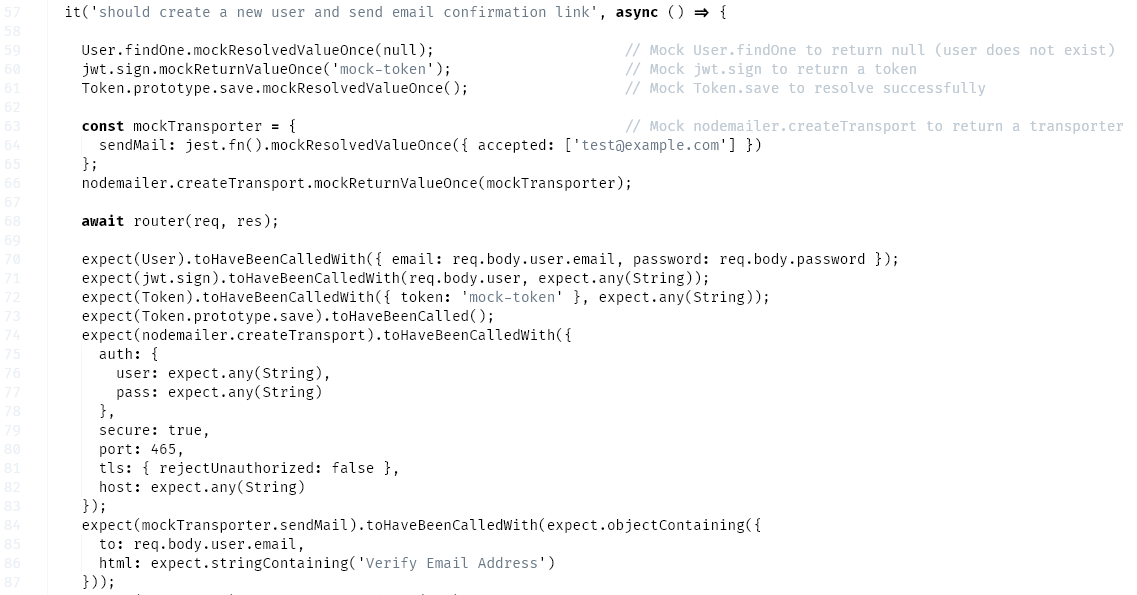 57 it('should create a new user and send email confirmation link', async () => {
58
59 User.findOne.mockResolvedValueOnce(null); // Mock User.findOne to return null (user does not exist)
60 jwt.sign.mockReturnValueOnce('mock-token'); // Mock jwt.sign to return a token
61 Token.prototype.save.mockResolvedValueOnce(); // Mock Token.save to resolve successfully
62
63 const mockTransporter = { // Mock nodemailer.createTransport to return a transporter
64 sendMail: jest.fn().mockResolvedValueOnce({ accepted: ['test@example.com'] })
65 };
66 nodemailer.createTransport.mockReturnValueOnce(mockTransporter);
67
68 await router(req, res);
69
70 expect(User).toHaveBeenCalledWith({ email: req.body.user.email, password: req.body.password });
71 expect(jwt.sign).toHaveBeenCalledWith(req.body.user, expect.any(String));
72 expect(Token).toHaveBeenCalledWith({ token: 'mock-token' }, expect.any(String));
73 expect(Token.prototype.save).toHaveBeenCalled();
74 expect(nodemailer.createTransport).toHaveBeenCalledWith({
75 auth: {
76 user: expect.any(String),
77 pass: expect.any(String)
78 },
79 secure: true,
80 port: 465,
81 tls: { rejectUnauthorized: false },
82 host: expect.any(String)
83 });
84 expect(mockTransporter.sendMail).toHaveBeenCalledWith(expect.objectContaining({
85 to: req.body.user.email,
86 html: expect.stringContaining('Verify Email Address')
87 }));